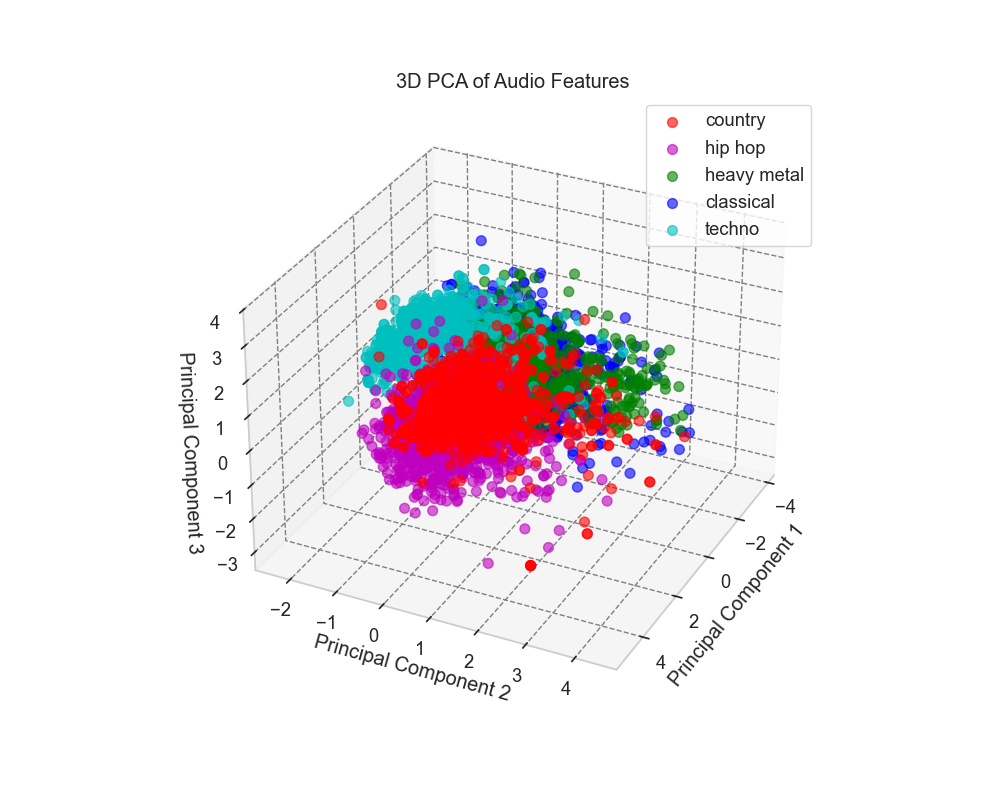 3D PCA of Audio Features
country
hip hop
heavy metal
classical
techno
4
3
2
1
0
−1
−2
−3
Principal Component 3
−2
−1
0
1
2
3
4
Principal Component 2
−4
−2
0
2
4
Principal Component 1